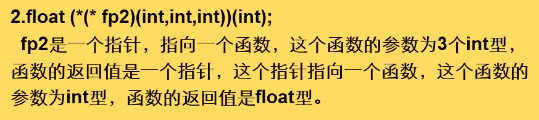 2.float (*(* fp2)(int,int,int))(int);
fp2是一个指针，指向一个函数，这个函数的参数为3个int型，
函数的返回值是一个指针，这个指针指向一个函数，这个函数的
参数为int型，函数的返回值是float型。